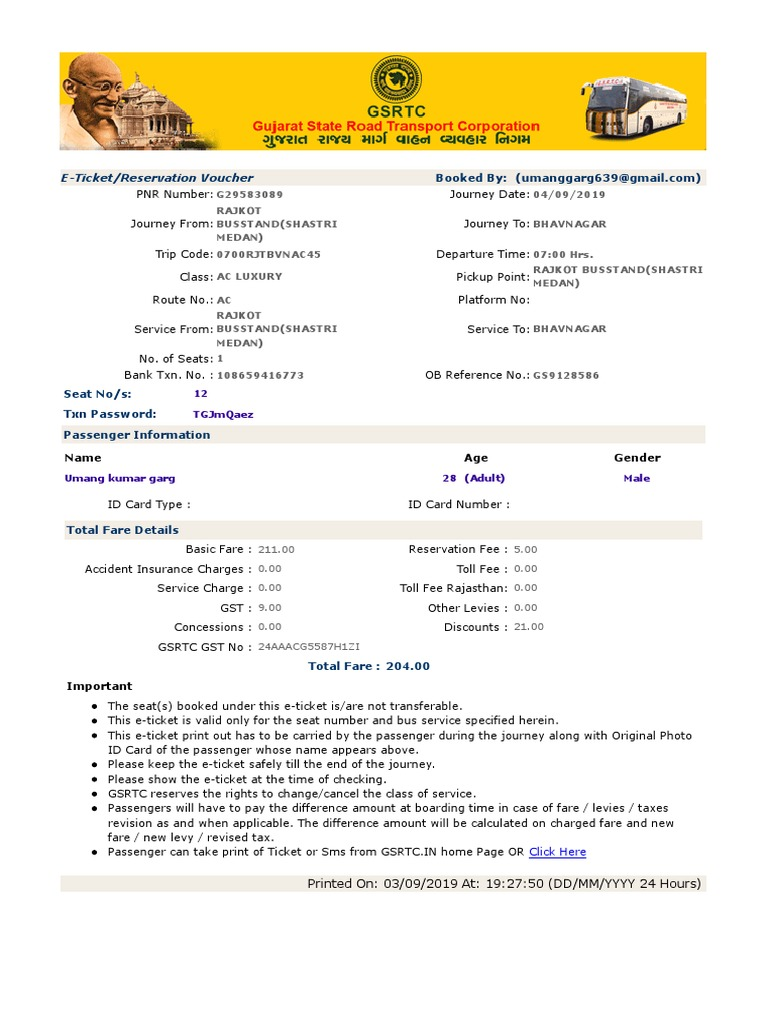 GSRTC
Gujarat State Road Transport Corporation
ગુજરાત રાજ્ય માર્ગ વાહન વ્યવહાર નિગમ
E-Ticket/Reservation Voucher Booked By: (umanggarg639@gmail.com)
PNR Number: G29583089 Journey Date: 04/09/2019
Journey From: RAJKOT BUSSTAND(SHASTRI MEDAN) Journey To: BHAVNAGAR
Trip Code: 0700RJTBVNAC45 Departure Time: 07:00 Hrs.
Class: AC LUXURY Pickup Point: RAJKOT BUSSTAND(SHASTRI MEDAN)
Route No.: AC Platform No:
Service From: RAJKOT BUSSTAND(SHASTRI MEDAN) Service To: BHAVNAGAR
No. of Seats: 1
Bank Txn. No. : 108659416773 OB Reference No.: GS9128586
Seat No/s: 12
Txn Password: TGJmQaez
Passenger Information
Name Age Gender
Umang kumar garg 28 (Adult) Male
ID Card Type : ID Card Number :
Total Fare Details
Basic Fare : 211.00 Reservation Fee : 5.00
Accident Insurance Charges : 0.00 Toll Fee : 0.00
Service Charge : 0.00 Toll Fee Rajasthan: 0.00
GST : 9.00 Other Levies : 0.00
Concessions : 0.00 Discounts : 21.00
GSRTC GST No : 24AAACG5587H1ZI
Total Fare : 204.00
Important
● The seat(s) booked under this e-ticket is/are not transferable.
● This e-ticket is valid only for the seat number and bus service specified herein.
● This e-ticket print out has to be carried by the passenger during the journey along with Original Photo
ID Card of the passenger whose name appears above.
● Please keep the e-ticket safely till the end of the journey.
● Please show the e-ticket at the time of checking.
● GSRTC reserves the rights to change/cancel the class of service.
● Passengers will have to pay the difference amount at boarding time in case of fare / levies / taxes
revision as and when applicable. The difference amount will be calculated on charged fare and new
fare / new levy / revised tax.
● Passenger can take print of Ticket or Sms from GSRTC.IN home Page OR Click Here
Printed On: 03/09/2019 At: 19:27:50 (DD/MM/YYYY 24 Hours)